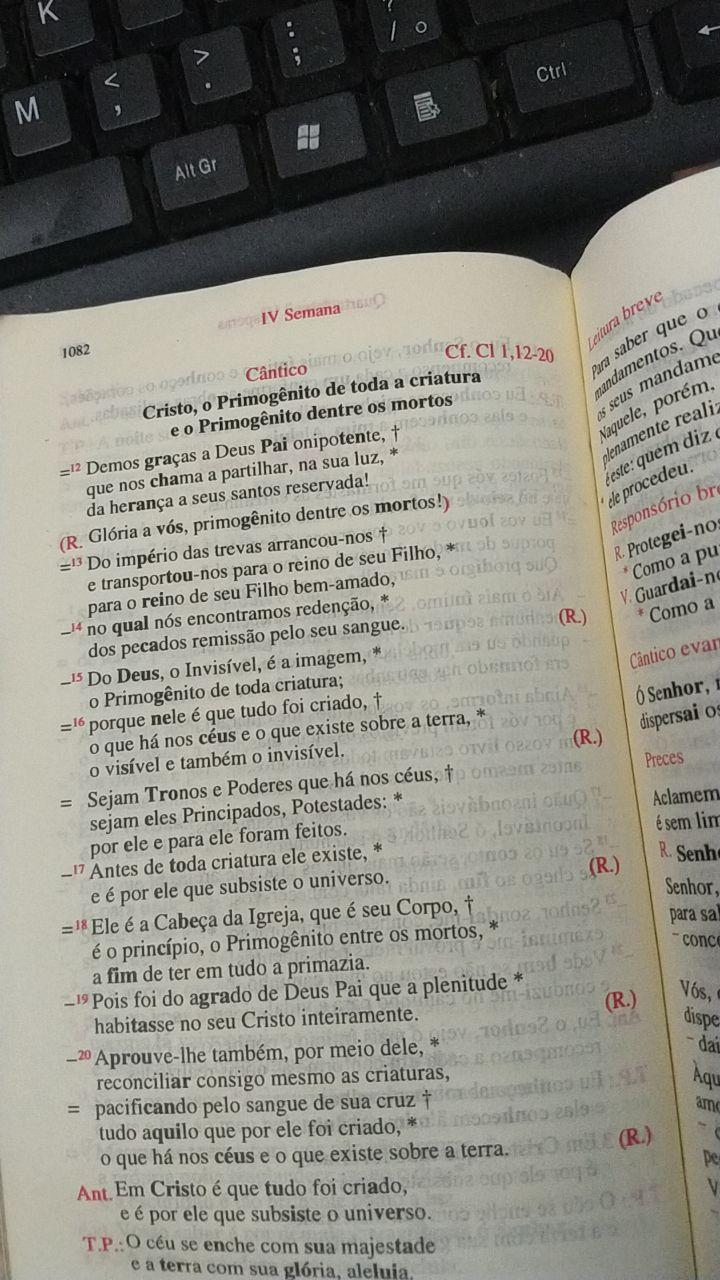 K
?
/ O
:
;
>
.
<
,
M
Ctrl
Alt Gr
IV Semana
1082
Cântico
Cf. Cl 1,12-20
Cristo, o Primogênito de toda a criatura
e o Primogênito dentre os mortos
=12 Demos graças a Deus Pai onipotente, †
que nos chama a partilhar, na sua luz, *
da herança a seus santos reservada!
(R. Glória a vós, primogênito dentre os mortos!)
=13 Do império das trevas arrancou-nos †
e transportou-nos para o reino de seu Filho, *
para o reino de seu Filho bem-amado,
–14 no qual nós encontramos redenção, *
dos pecados remissão pelo seu sangue. (R.)
–15 Do Deus, o Invisível, é a imagem, *
o Primogênito de toda criatura;
=16 porque nele é que tudo foi criado, †
o que há nos céus e o que existe sobre a terra, *
o visível e também o invisível. (R.)
= Sejam Tronos e Poderes que há nos céus, †
sejam eles Principados, Potestades: *
por ele e para ele foram feitos.
–17 Antes de toda criatura ele existe, *
e é por ele que subsiste o universo. (R.)
=18 Ele é a Cabeça da Igreja, que é seu Corpo, †
é o princípio, o Primogênito entre os mortos, *
a fim de ter em tudo a primazia.
–19 Pois foi do agrado de Deus Pai que a plenitude *
habitasse no seu Cristo inteiramente. (R.)
–20 Aprouve-lhe também, por meio dele, *
reconciliar consigo mesmo as criaturas,
= pacificando pelo sangue de sua cruz †
tudo aquilo que por ele foi criado, *
o que há nos céus e o que existe sobre a terra. (R.)
Ant. Em Cristo é que tudo foi criado,
e é por ele que subsiste o universo.
T.P.: O céu se enche com sua majestade
e a terra com sua glória, aleluia.
Leitura breve
Para saber que o
mandamentos. Que
os seus mandame
Naquele, porém,
plenamente realiz
é este: quem diz
ele procedeu.
Responsório bre
R. Protegei-nos
* Como a pu
V. Guardai-n
* Como a
Cântico evan
Ó Senhor,
dispersai os
Preces
Aclamem
é sem lim
R. Senho
Senhor,
para sal
– conce
Vós,
dispe
– dai
Àqu
amo
–
pe
V